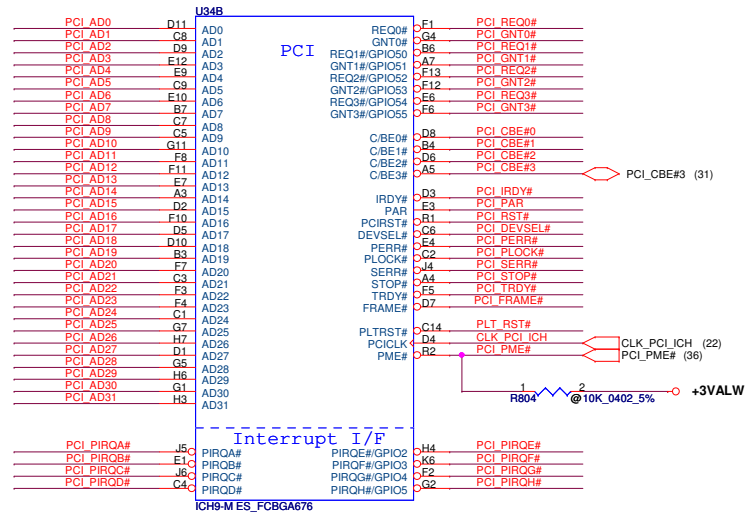 U34B
PCI
PCI_AD0 D11 AD0
PCI_AD1 C8 AD1
PCI_AD2 D9 AD2
PCI_AD3 E12 AD3
PCI_AD4 E9 AD4
PCI_AD5 C9 AD5
PCI_AD6 E10 AD6
PCI_AD7 B7 AD7
PCI_AD8 C7 AD8
PCI_AD9 C5 AD9
PCI_AD10 G11 AD10
PCI_AD11 F8 AD11
PCI_AD12 F11 AD12
PCI_AD13 E7 AD13
PCI_AD14 A3 AD14
PCI_AD15 D2 AD15
PCI_AD16 F10 AD16
PCI_AD17 D5 AD17
PCI_AD18 D10 AD18
PCI_AD19 B3 AD19
PCI_AD20 F7 AD20
PCI_AD21 C3 AD21
PCI_AD22 F3 AD22
PCI_AD23 F4 AD23
PCI_AD24 C1 AD24
PCI_AD25 G7 AD25
PCI_AD26 H7 AD26
PCI_AD27 D1 AD27
PCI_AD28 G5 AD28
PCI_AD29 H6 AD29
PCI_AD30 G1 AD30
PCI_AD31 H3 AD31
REQ0# F1 PCI_REQ0#
GNT0# G4 PCI_GNT0#
REQ1#/GPIO50 B6 PCI_REQ1#
GNT1#/GPIO51 A7 PCI_GNT1#
REQ2#/GPIO52 F13 PCI_REQ2#
GNT2#/GPIO53 F12 PCI_GNT2#
REQ3#/GPIO54 E6 PCI_REQ3#
GNT3#/GPIO55 F6 PCI_GNT3#
C/BE0# D8 PCI_CBE#0
C/BE1# B4 PCI_CBE#1
C/BE2# D6 PCI_CBE#2
C/BE3# A5 PCI_CBE#3 PCI_CBE#3 (31)
IRDY# D3 PCI_IRDY#
PAR E3 PCI_PAR
PCIRST# R1 PCI_RST#
DEVSEL# C6 PCI_DEVSEL#
PERR# E4 PCI_PERR#
PLOCK# C2 PCI_PLOCK#
SERR# J4 PCI_SERR#
STOP# A4 PCI_STOP#
TRDY# F5 PCI_TRDY#
FRAME# D7 PCI_FRAME#
PLTRST# C14 PLT_RST#
PCICLK D4 CLK_PCI_ICH CLK_PCI_ICH (22)
PME# R2 PCI_PME# PCI_PME# (36)
1 2 +3VALW
R804 @10K_0402_5%
Interrupt I/F
PCI_PIRQA# J5 PIRQA# PIRQE#/GPIO2 H4 PCI_PIRQE#
PCI_PIRQB# E1 PIRQB# PIRQF#/GPIO3 K6 PCI_PIRQF#
PCI_PIRQC# J6 PIRQC# PIRQG#/GPIO4 F2 PCI_PIRQG#
PCI_PIRQD# C4 PIRQD# PIRQH#/GPIO5 G2 PCI_PIRQH#
ICH9-M ES_FCBGA676